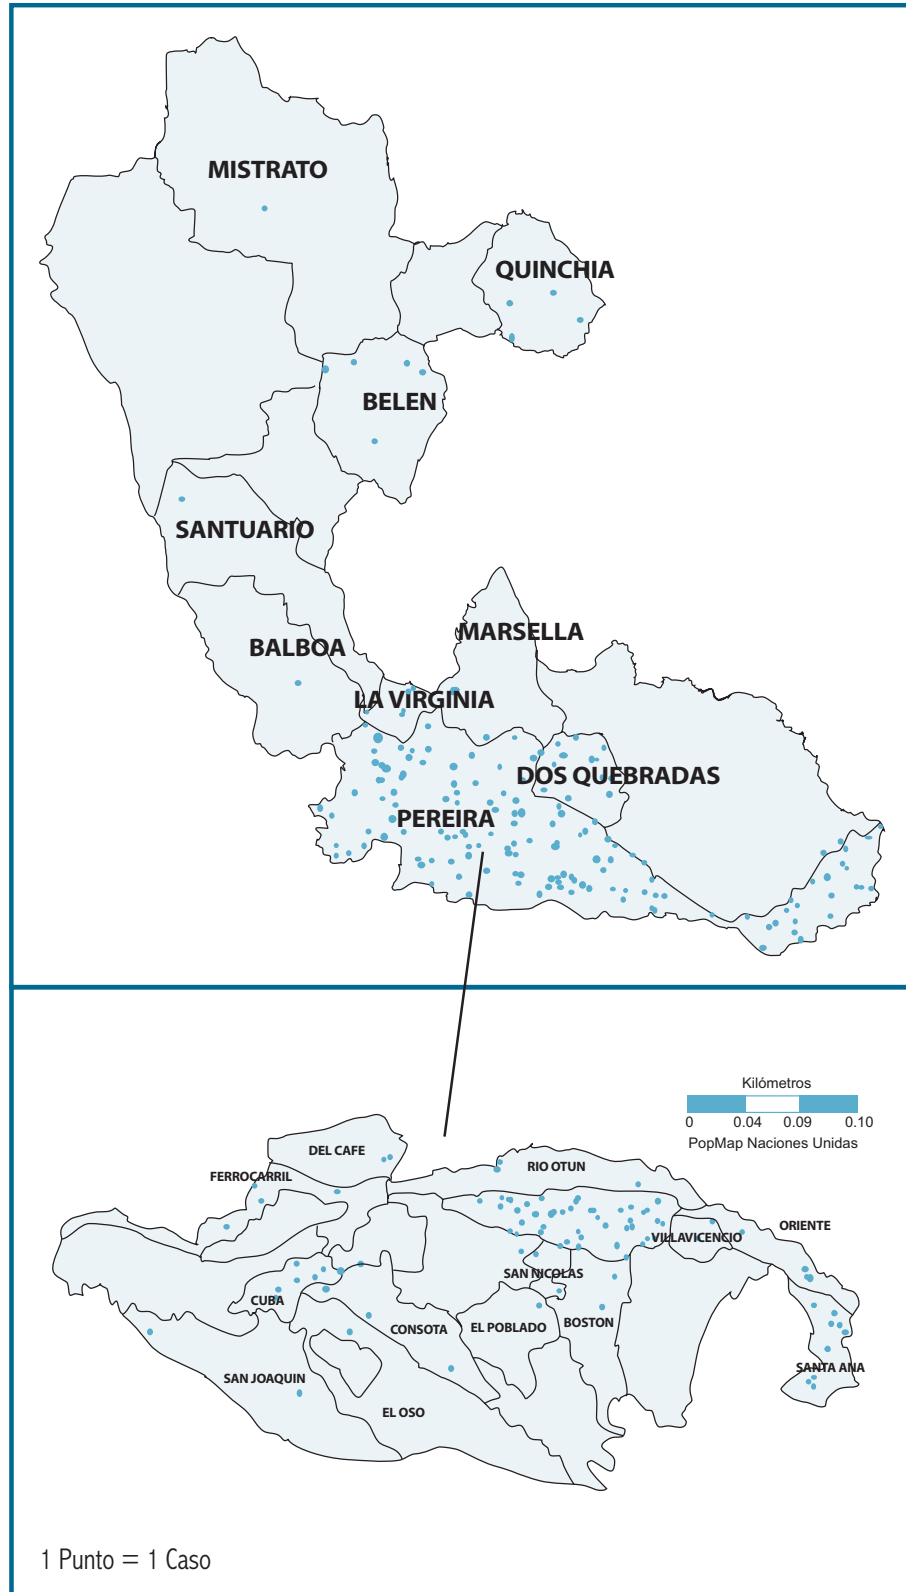 MISTRATO
QUINCHIA
BELEN
SANTUARIO
MARSELLA
BALBOA
LA VIRGINIA
DOS QUEBRADAS
PEREIRA
Kilómetros
0 0.04 0.09 0.10
PopMap Naciones Unidas
DEL CAFE
RIO OTUN
FERROCARRIL
ORIENTE
VILLAVICENCIO
SAN NICOLAS
CUBA
BOSTON
CONSOTA
EL POBLADO
SANTA ANA
SAN JOAQUIN
EL OSO
1 Punto = 1 Caso